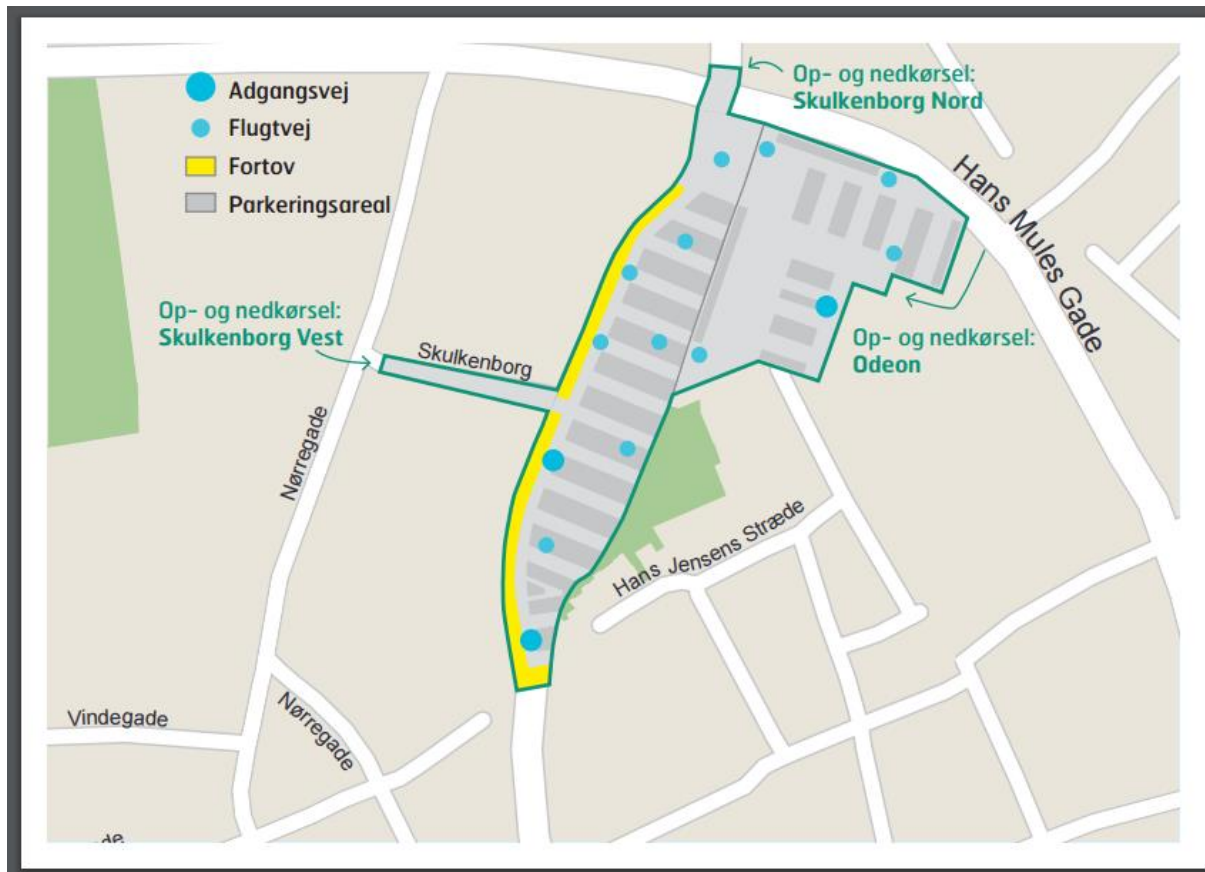 Adgangsvej
Flugtvej
Fortov
Parkeringsareal
Op- og nedkørsel:
Skulkenborg Nord
Hans Mules Gade
Op- og nedkørsel:
Skulkenborg Vest
Skulkenborg
Op- og nedkørsel:
Odeon
Nørregade
Hans Jensens Stræde
Vindegade
Nørregade